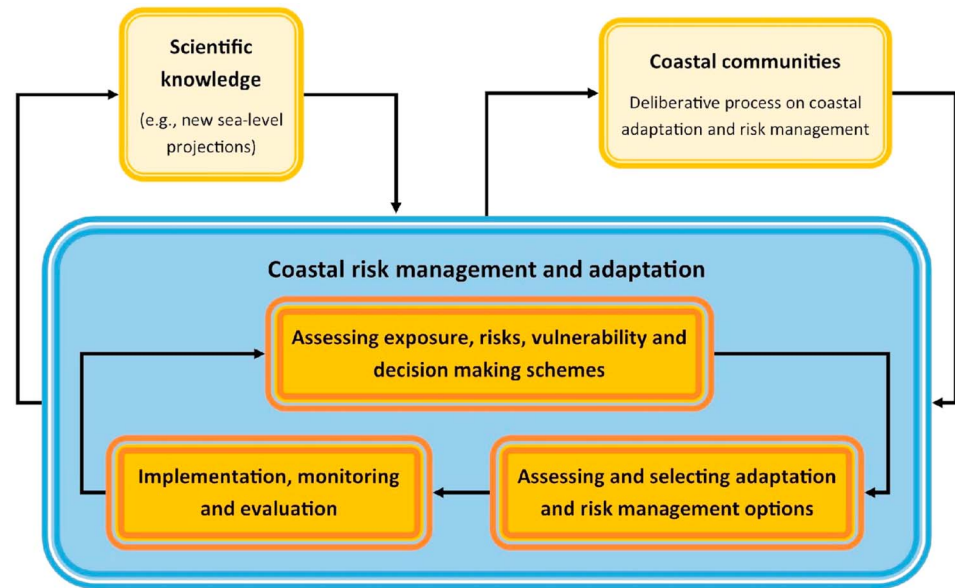 Scientific
knowledge
(e.g., new sea-level
projections)
Coastal communities
Deliberative process on coastal
adaptation and risk management
Coastal risk management and adaptation
Assessing exposure, risks, vulnerability and
decision making schemes
Implementation, monitoring
and evaluation
Assessing and selecting adaptation
and risk management options